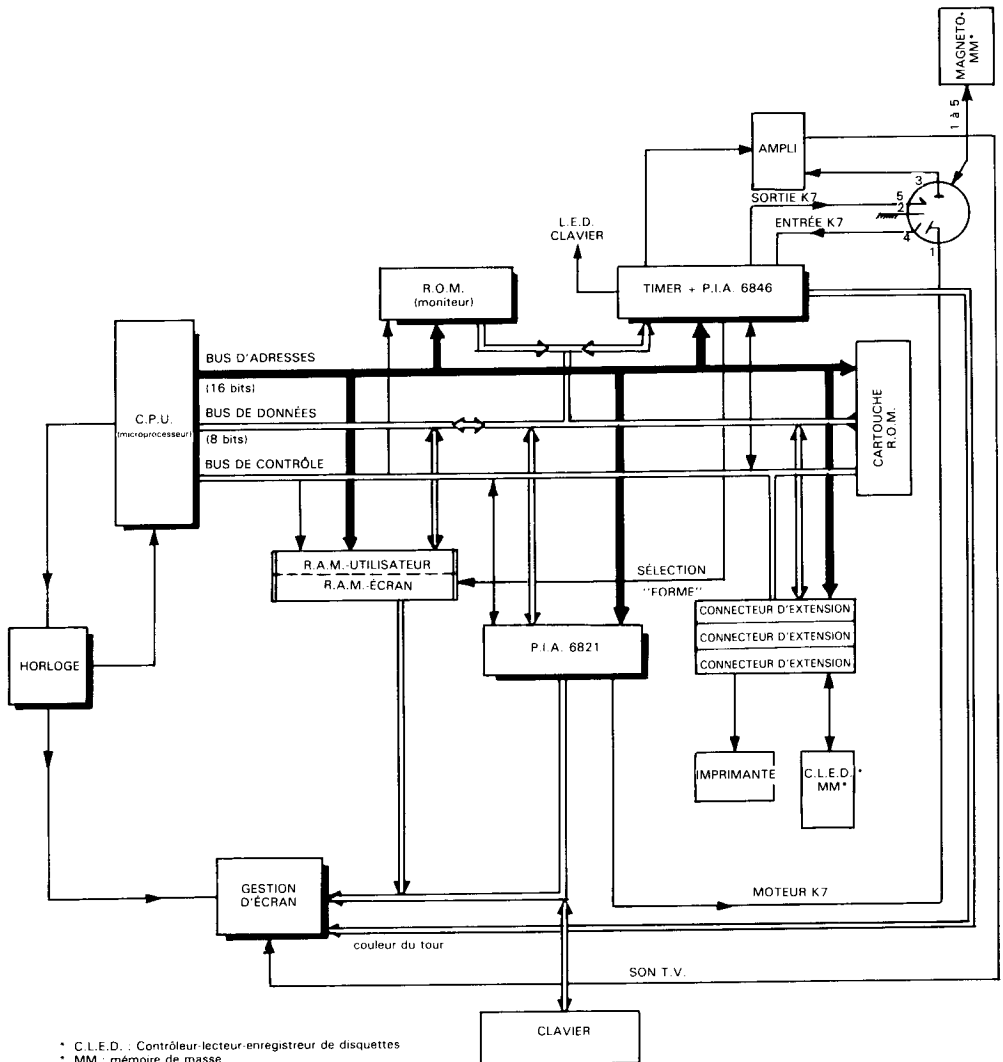 MAGNETO*
MM*
1 à 5
AMPLI
3
SORTIE K7
5
2
ENTRÉE K7
4
1
L.E.D.
CLAVIER
R.O.M.
(moniteur)
TIMER + P.I.A. 6846
C.P.U.
(microprocesseur)
BUS D'ADRESSES
(16 bits)
BUS DE DONNÉES
(8 bits)
BUS DE CONTRÔLE
CARTOUCHE
R.O.M.
R.A.M.-UTILISATEUR
R.A.M.-ÉCRAN
SÉLECTION
"FORME"
CONNECTEUR D'EXTENSION
CONNECTEUR D'EXTENSION
CONNECTEUR D'EXTENSION
P.I.A. 6821
HORLOGE
IMPRIMANTE
C.L.E.D.*
MM*
GESTION
D'ÉCRAN
MOTEUR K7
couleur du tour
SON T.V.
CLAVIER
* C.L.E.D. : Contrôleur-lecteur-enregistreur de disquettes
* MM : mémoire de masse